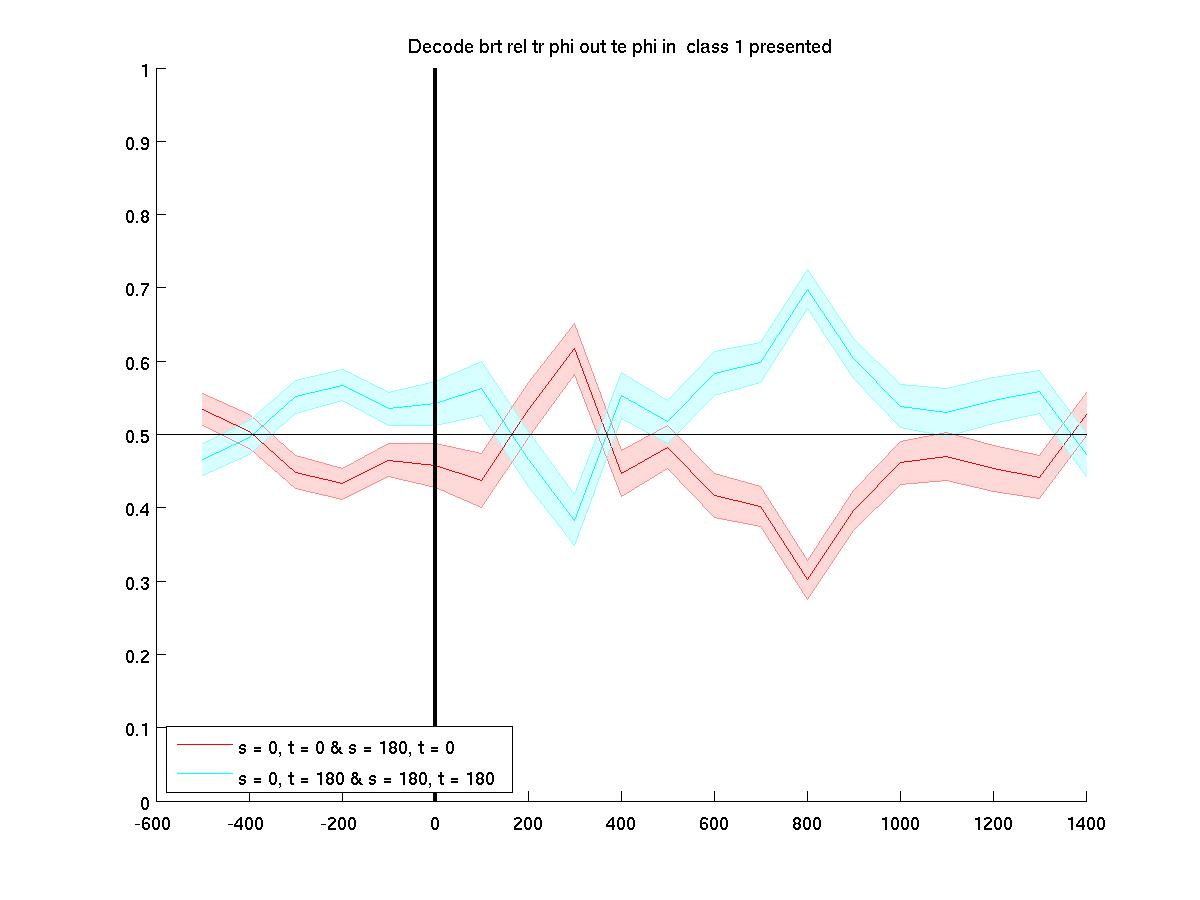 Decode brt rel tr phi out te phi in  class 1 presented
1
0.9
0.8
0.7
0.6
0.5
0.4
0.3
0.2
0.1
0
s = 0, t = 0 & s = 180, t = 0
s = 0, t = 180 & s = 180, t = 180
-600 -400 -200 0 200 400 600 800 1000 1200 1400